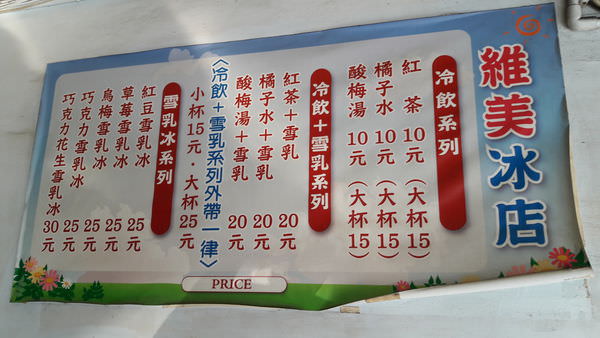 維美冰店
冷飲系列
紅茶 10元(大杯15)
橘子水 10元(大杯15)
酸梅湯 10元(大杯15)
冷飲+雪乳系列
紅茶+雪乳 20元
橘子水+雪乳 20元
酸梅湯+雪乳 20元
〈冷飲+雪乳系列外帶一律〉
小杯15元·大杯25元
雪乳冰系列
紅豆雪乳冰 25元
草莓雪乳冰 25元
烏梅雪乳冰 25元
巧克力雪乳冰 25元
巧克力花生雪乳冰 30元
PRICE